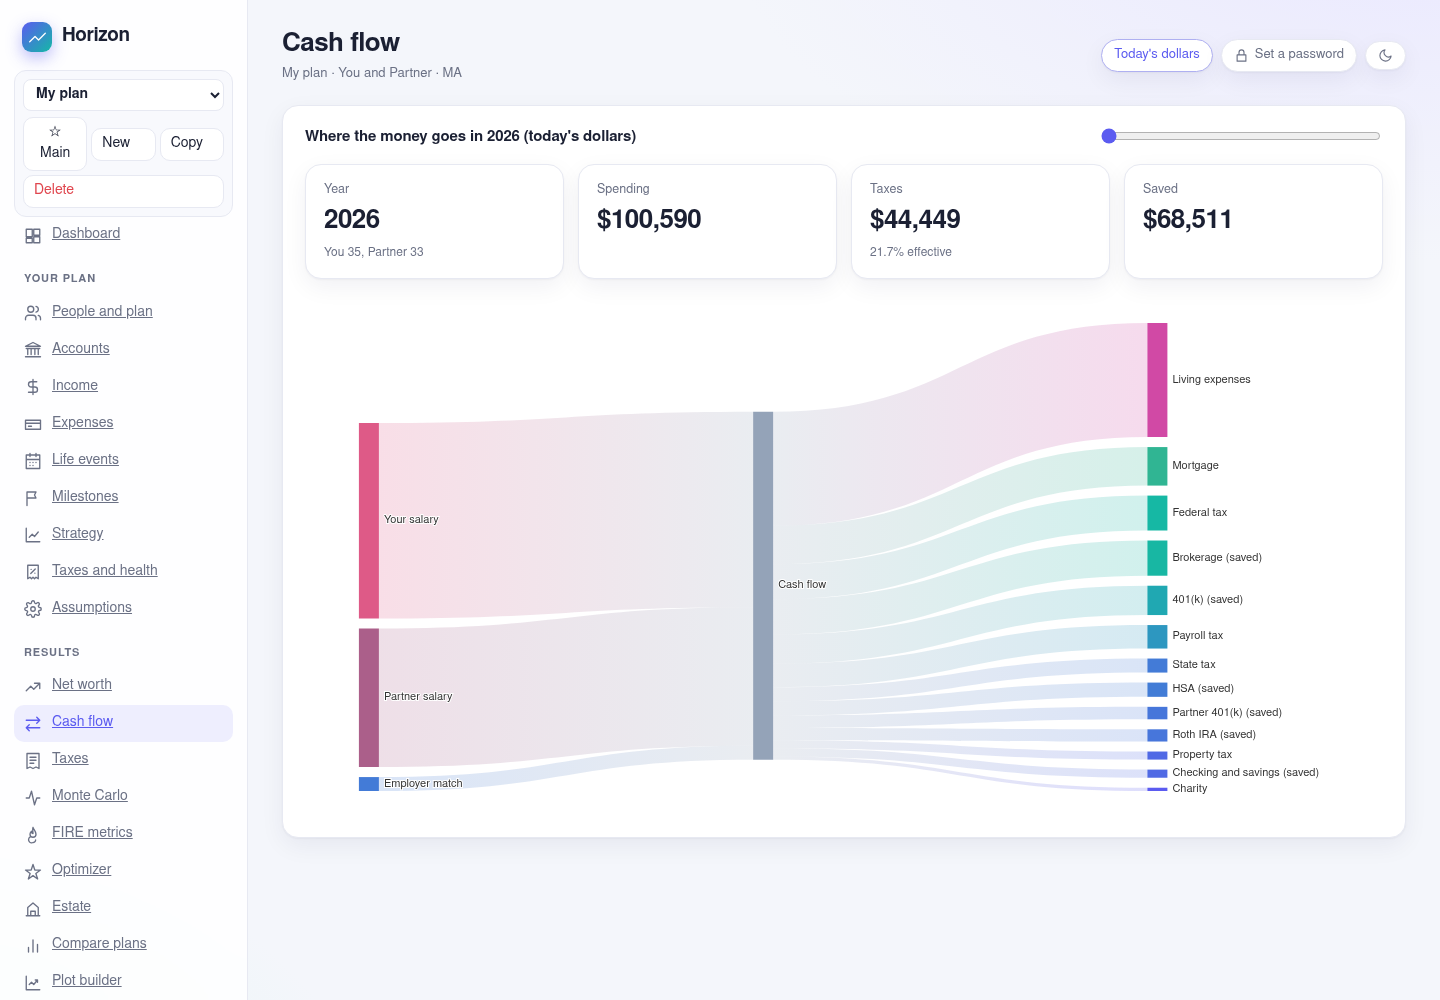 Horizon
My plan
Main
New
Copy
Delete
Dashboard
YOUR PLAN
People and plan
Accounts
Income
Expenses
Life events
Milestones
Strategy
Taxes and health
Assumptions
RESULTS
Net worth
Cash flow
Taxes
Monte Carlo
FIRE metrics
Optimizer
Estate
Compare plans
Plot builder
Cash flow
My plan · You and Partner · MA
Today's dollars
Set a password
Where the money goes in 2026 (today's dollars)
Year
2026
You 35, Partner 33
Spending
$100,590
Taxes
$44,449
21.7% effective
Saved
$68,511
Your salary
Partner salary
Employer match
Cash flow
Living expenses
Mortgage
Federal tax
Brokerage (saved)
401(k) (saved)
Payroll tax
State tax
HSA (saved)
Partner 401(k) (saved)
Roth IRA (saved)
Property tax
Checking and savings (saved)
Charity